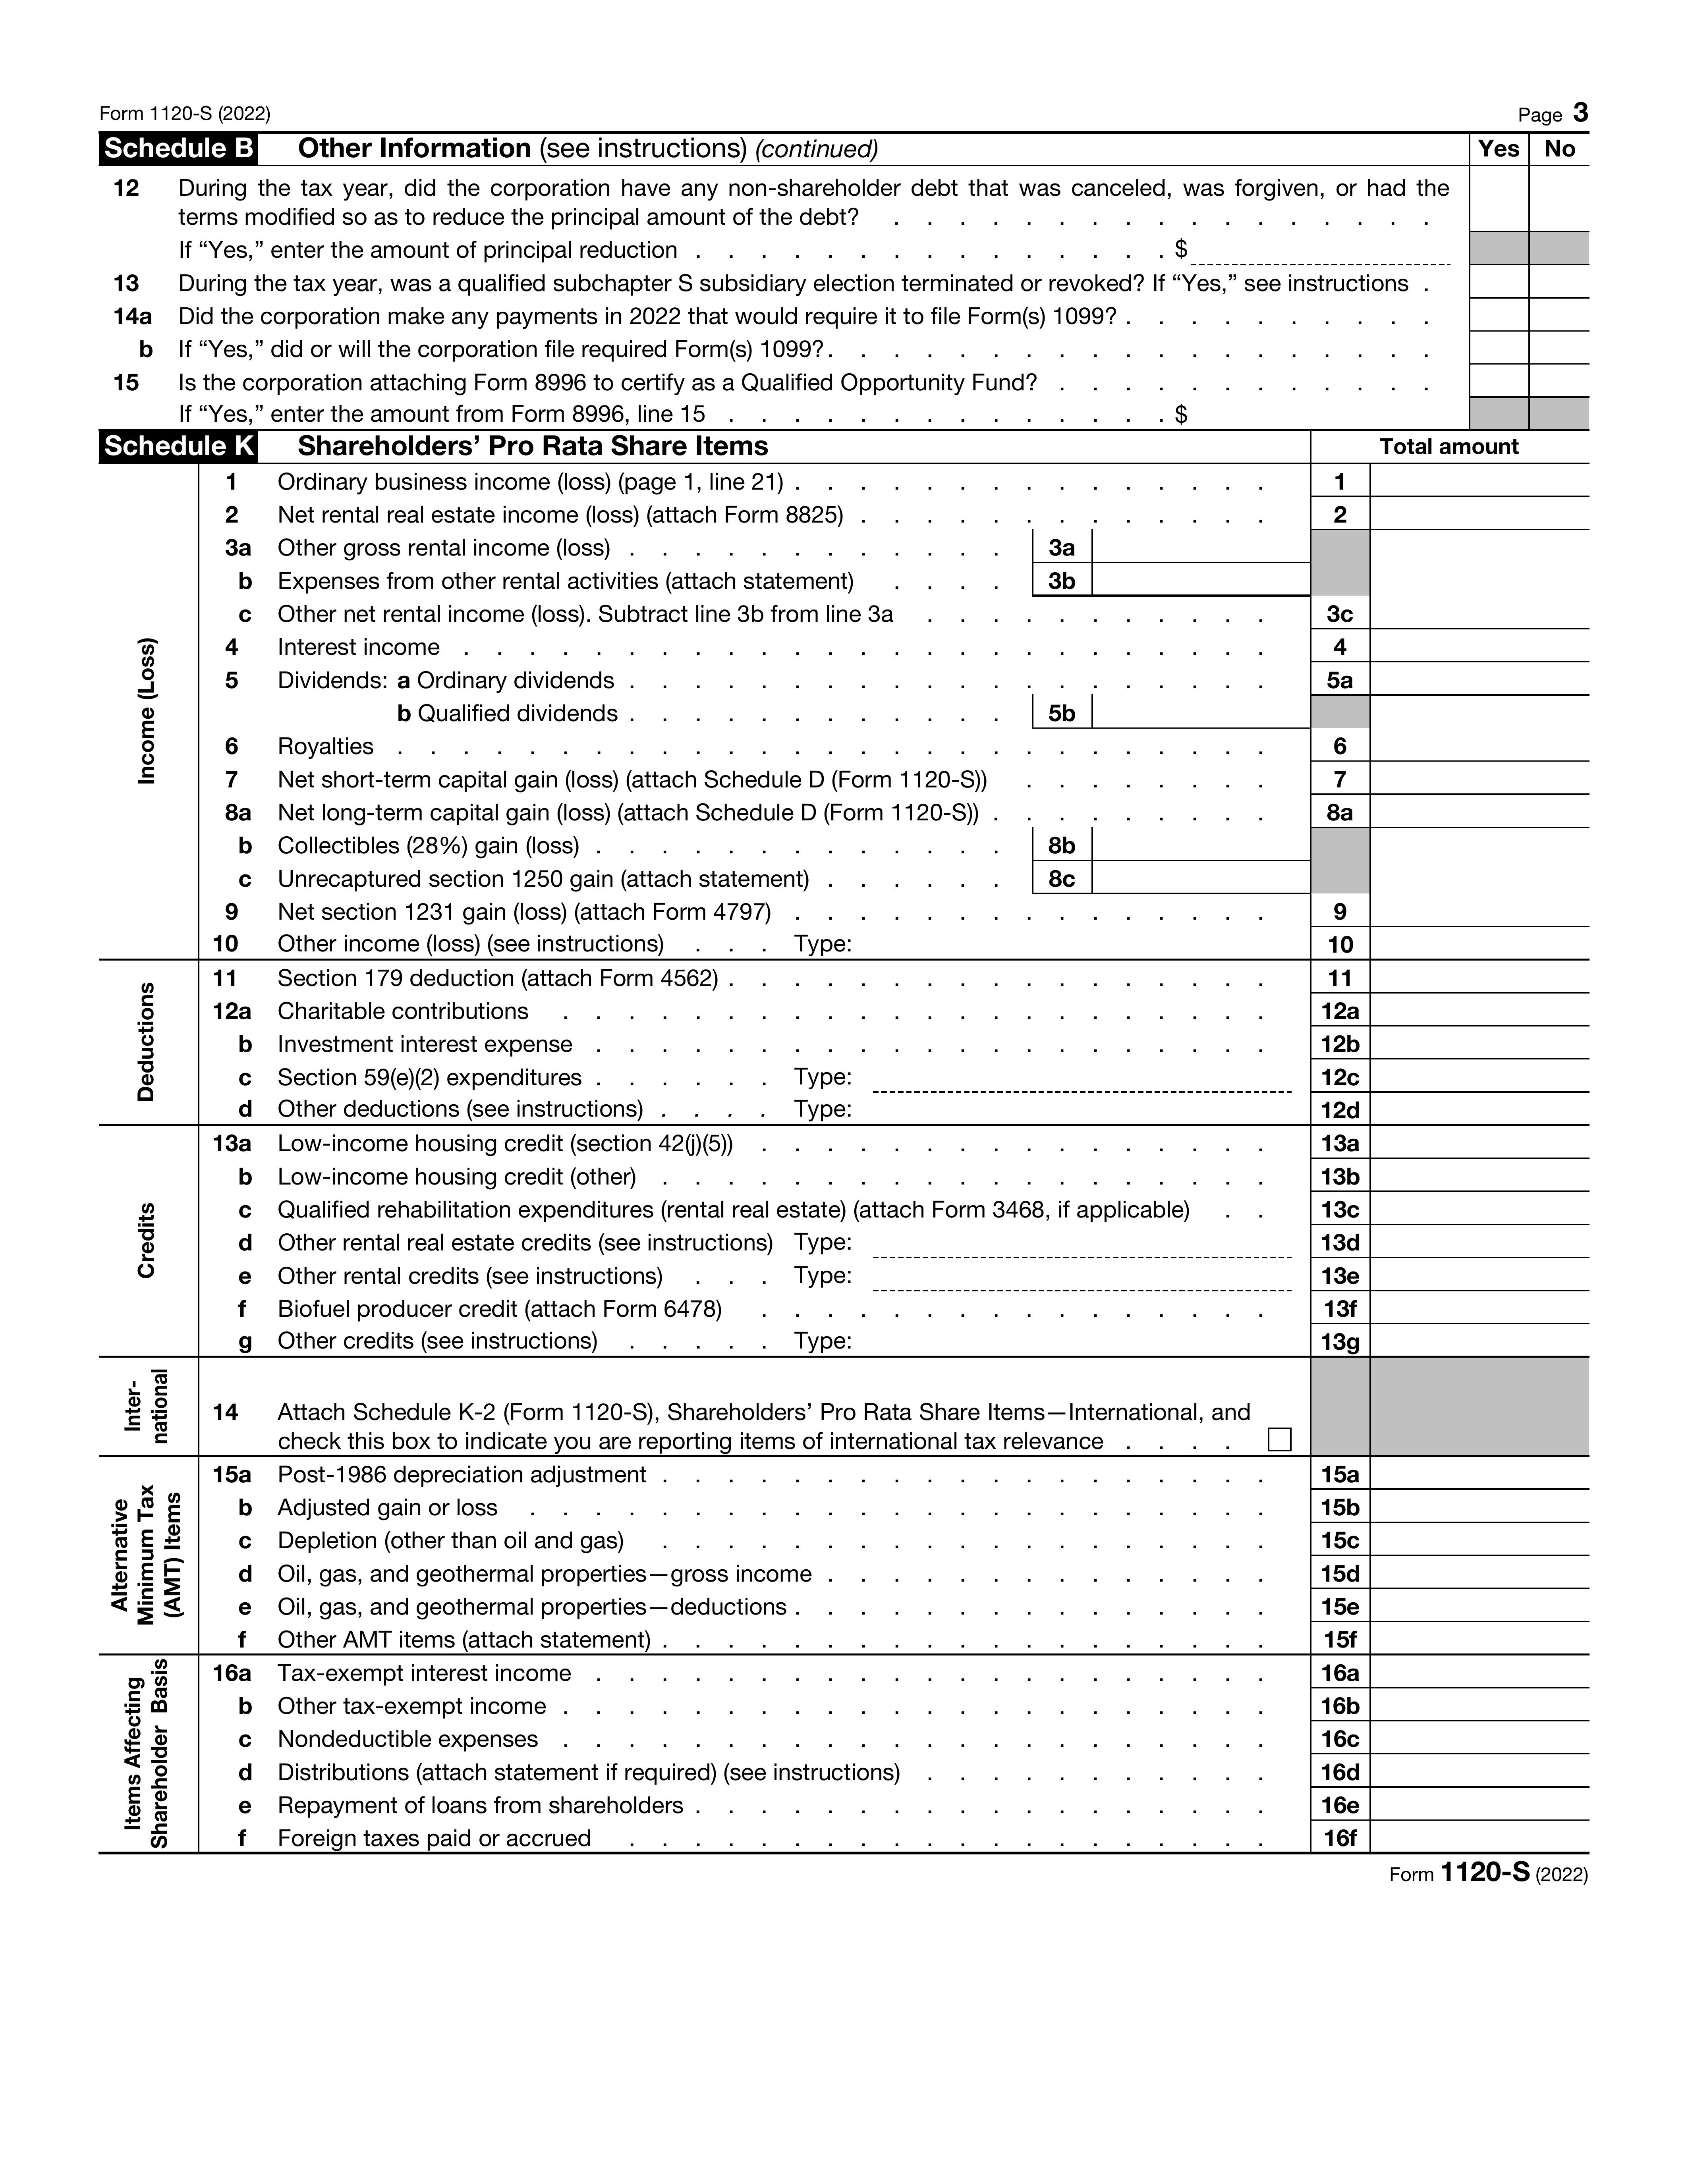 Form 1120-S (2022) Page 3
Schedule B Other Information (see instructions) (continued) Yes No
12 During the tax year, did the corporation have any non-shareholder debt that was canceled, was forgiven, or had the
terms modified so as to reduce the principal amount of the debt? . . . . . . . . . . . . . . . . .
If “Yes,” enter the amount of principal reduction . . . . . . . . . . . . . . . $
13 During the tax year, was a qualified subchapter S subsidiary election terminated or revoked? If “Yes,” see instructions .
14a Did the corporation make any payments in 2022 that would require it to file Form(s) 1099? . . . . . . . . . .
b If “Yes,” did or will the corporation file required Form(s) 1099? . . . . . . . . . . . . . . . . . . .
15 Is the corporation attaching Form 8996 to certify as a Qualified Opportunity Fund? . . . . . . . . . . . .
If “Yes,” enter the amount from Form 8996, line 15 . . . . . . . . . . . . . . $
Schedule K Shareholders’ Pro Rata Share Items Total amount
Income (Loss)
1 Ordinary business income (loss) (page 1, line 21) . . . . . . . . . . . . . . . 1
2 Net rental real estate income (loss) (attach Form 8825) . . . . . . . . . . . . . 2
3a Other gross rental income (loss) . . . . . . . . . . . . 3a
b Expenses from other rental activities (attach statement) . . . . 3b
c Other net rental income (loss). Subtract line 3b from line 3a . . . . . . . . . . . 3c
4 Interest income . . . . . . . . . . . . . . . . . . . . . . . . . 4
5 Dividends: a Ordinary dividends . . . . . . . . . . . . . . . . . . . . 5a
b Qualified dividends . . . . . . . . . . . . 5b
6 Royalties . . . . . . . . . . . . . . . . . . . . . . . . . . . 6
7 Net short-term capital gain (loss) (attach Schedule D (Form 1120-S)) . . . . . . . . 7
8a Net long-term capital gain (loss) (attach Schedule D (Form 1120-S)) . . . . . . . . . 8a
b Collectibles (28%) gain (loss) . . . . . . . . . . . . . 8b
c Unrecaptured section 1250 gain (attach statement) . . . . . . 8c
9 Net section 1231 gain (loss) (attach Form 4797) . . . . . . . . . . . . . . . 9
10 Other income (loss) (see instructions) . . . Type: 10
Deductions
11 Section 179 deduction (attach Form 4562) . . . . . . . . . . . . . . . . . 11
12a Charitable contributions . . . . . . . . . . . . . . . . . . . . . . 12a
b Investment interest expense . . . . . . . . . . . . . . . . . . . . . 12b
c Section 59(e)(2) expenditures . . . . . . Type: 12c
d Other deductions (see instructions) . . . . Type: 12d
Credits
13a Low-income housing credit (section 42(j)(5)) . . . . . . . . . . . . . . . . 13a
b Low-income housing credit (other) . . . . . . . . . . . . . . . . . . . 13b
c Qualified rehabilitation expenditures (rental real estate) (attach Form 3468, if applicable) . . 13c
d Other rental real estate credits (see instructions) Type: 13d
e Other rental credits (see instructions) . . . Type: 13e
f Biofuel producer credit (attach Form 6478) . . . . . . . . . . . . . . . . 13f
g Other credits (see instructions) . . . . . Type: 13g
Inter-
national
14 Attach Schedule K-2 (Form 1120-S), Shareholders’ Pro Rata Share Items—International, and
check this box to indicate you are reporting items of international tax relevance . . . .
Alternative
Minimum Tax
(AMT) Items
15a Post-1986 depreciation adjustment . . . . . . . . . . . . . . . . . . . 15a
b Adjusted gain or loss . . . . . . . . . . . . . . . . . . . . . . . 15b
c Depletion (other than oil and gas) . . . . . . . . . . . . . . . . . . . 15c
d Oil, gas, and geothermal properties—gross income . . . . . . . . . . . . . . 15d
e Oil, gas, and geothermal properties—deductions . . . . . . . . . . . . . . . 15e
f Other AMT items (attach statement) . . . . . . . . . . . . . . . . . . . 15f
Items Affecting
Shareholder Basis
16a Tax-exempt interest income . . . . . . . . . . . . . . . . . . . . . 16a
b Other tax-exempt income . . . . . . . . . . . . . . . . . . . . . . 16b
c Nondeductible expenses . . . . . . . . . . . . . . . . . . . . . . 16c
d Distributions (attach statement if required) (see instructions) . . . . . . . . . . . 16d
e Repayment of loans from shareholders . . . . . . . . . . . . . . . . . . 16e
f Foreign taxes paid or accrued . . . . . . . . . . . . . . . . . . . . 16f
Form 1120-S (2022)